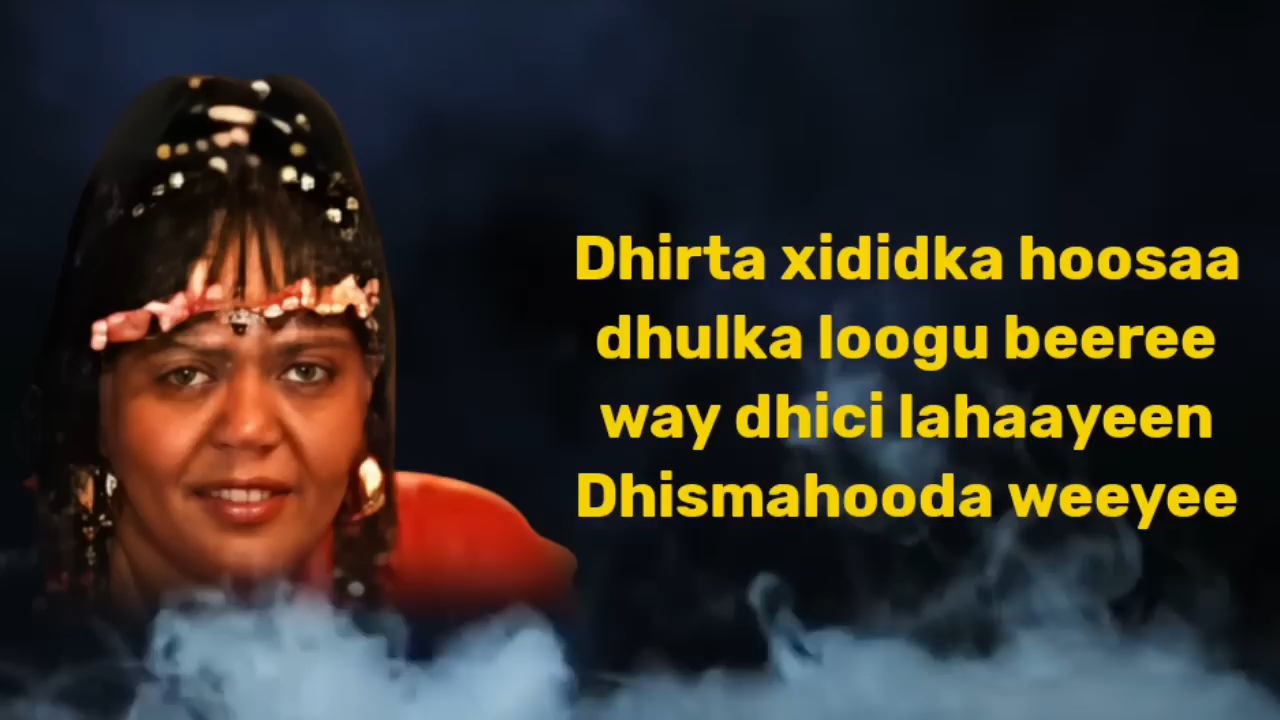 Dhirta xididka hoosaa
dhulka loogu beeree
way dhici lahaayeen
Dhismahooda weeyee